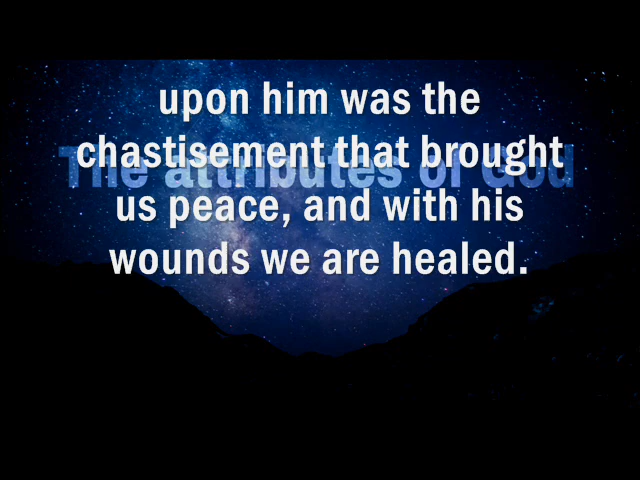 upon him was the
chastisement that brought
The attributes of God
us peace, and with his
wounds we are healed.